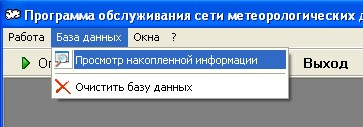 Программа обслуживания сети метеорологических
Работа База данных Окна ?
Просмотр накопленной информации
Выход
Очистить базу данных